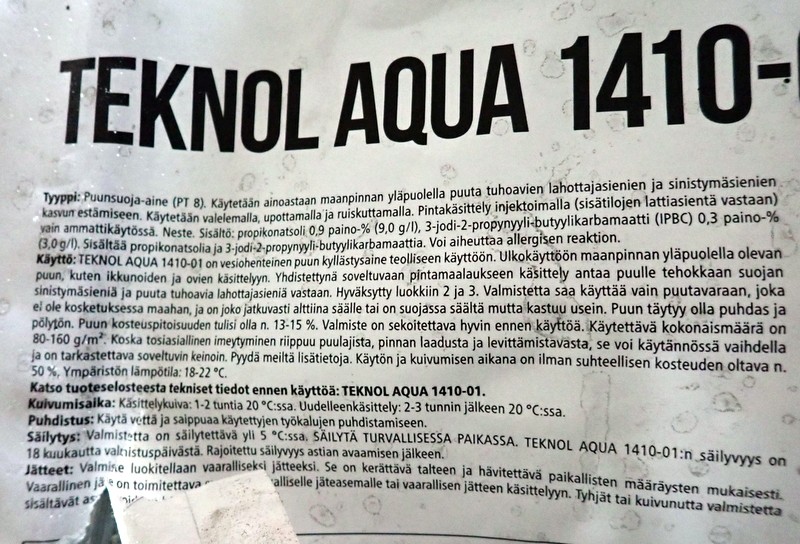 TEKNOL AQUA 1410-
Tyyppi: Puunsuoja-aine (PT 8). Käytetään ainoastaan maanpinnan yläpuolella puuta tuhoavien lahottajasienien ja sinistymäsienien
kasvun estämiseen. Käytetään valelemalla, upottamalla ja ruiskuttamalla. Pintakäsittely injektoimalla (sisätilojen lattiasientä vastaan)
vain ammattikäytössä. Neste. Sisältö: propikonatsoli 0,9 paino-% (9,0 g/l), 3-jodi-2-propynyyli-butyylikarbamaatti (IPBC) 0,3 paino-%
(3,0 g/l). Sisältää propikonatsolia ja 3-jodi-2-propynyyli-butyylikarbamaattia. Voi aiheuttaa allergisen reaktion.
Käyttö: TEKNOL AQUA 1410-01 on vesiohenteinen puun kyllästysaine teolliseen käyttöön. Ulkokäyttöön maanpinnan yläpuolella olevan
puun, kuten ikkunoiden ja ovien käsittelyyn. Yhdistettynä soveltuvaan pintamaalaukseen käsittely antaa puulle tehokkaan suojan
sinistymäsieniä ja puuta tuhoavia lahottajasieniä vastaan. Hyväksytty luokkiin 2 ja 3. Valmistetta saa käyttää vain puutavaraan, joka
ei ole kosketuksessa maahan, ja on joko jatkuvasti alttiina säälle tai on suojassa säältä mutta kastuu usein. Puun täytyy olla puhdas ja
pölytön. Puun kosteuspitoisuuden tulisi olla n. 13-15 %. Valmiste on sekoitettava hyvin ennen käyttöä. Käytettävä kokonaismäärä on
80-160 g/m². Koska tosiasiallinen imeytyminen riippuu puulajista, pinnan laadusta ja levittämistavasta, se voi käytännössä vaihdella
ja on tarkastettava soveltuvin keinoin. Pyydä meiltä lisätietoja. Käytön ja kuivumisen aikana on ilman suhteellisen kosteuden oltava n.
50 %, Ympäristön lämpötila: 18-22 °C.
Katso tuoteselosteesta tekniset tiedot ennen käyttöä: TEKNOL AQUA 1410-01.
Kuivumisaika: Käsittelykuiva: 1-2 tuntia 20 °C:ssa. Uudelleenkäsittely: 2-3 tunnin jälkeen 20 °C:ssa.
Puhdistus: Käytä vettä ja saippuaa käytettyjen työkalujen puhdistamiseen.
Säilytys: Valmistetta on säilytettävä yli 5 °C:ssa. SÄILYTÄ TURVALLISESSA PAIKASSA. TEKNOL AQUA 1410-01:n säilyvyys on
18 kuukautta valmistuspäivästä. Rajoitettu säilyvyys astian avaamisen jälkeen.
Jätteet: Valmiste luokitellaan vaaralliseksi jätteeksi. Se on kerättävä talteen ja hävitettävä paikallisten määräysten mukaisesti.
Vaarallinen on toimitettava alliselle jäteasemalle tai vaarallisen jätteen käsittelyyn. Tyhjät tai kuivunutta valmistetta
sisältävät